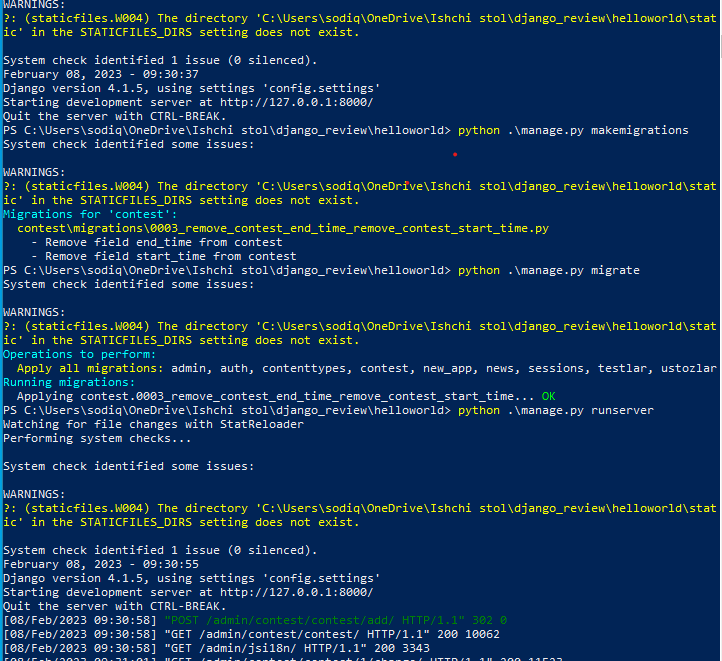 WARNINGS:
?: (staticfiles.W004) The directory 'C:\Users\sodiq\OneDrive\Ishchi stol\django_review\helloworld\stat
ic' in the STATICFILES_DIRS setting does not exist.
System check identified 1 issue (0 silenced).
February 08, 2023 - 09:30:37
Django version 4.1.5, using settings 'config.settings'
Starting development server at http://127.0.0.1:8000/
Quit the server with CTRL-BREAK.
PS C:\Users\sodiq\OneDrive\Ishchi stol\django_review\helloworld> python .\manage.py makemigrations
System check identified some issues:
WARNINGS:
?: (staticfiles.W004) The directory 'C:\Users\sodiq\OneDrive\Ishchi stol\django_review\helloworld\stat
ic' in the STATICFILES_DIRS setting does not exist.
Migrations for 'contest':
contest\migrations\0003_remove_contest_end_time_remove_contest_start_time.py
- Remove field end_time from contest
- Remove field start_time from contest
PS C:\Users\sodiq\OneDrive\Ishchi stol\django_review\helloworld> python .\manage.py migrate
System check identified some issues:
WARNINGS:
?: (staticfiles.W004) The directory 'C:\Users\sodiq\OneDrive\Ishchi stol\django_review\helloworld\stat
ic' in the STATICFILES_DIRS setting does not exist.
Operations to perform:
Apply all migrations: admin, auth, contenttypes, contest, new_app, news, sessions, testlar, ustozlar
Running migrations:
Applying contest.0003_remove_contest_end_time_remove_contest_start_time... OK
PS C:\Users\sodiq\OneDrive\Ishchi stol\django_review\helloworld> python .\manage.py runserver
Watching for file changes with StatReloader
Performing system checks...
System check identified some issues:
WARNINGS:
?: (staticfiles.W004) The directory 'C:\Users\sodiq\OneDrive\Ishchi stol\django_review\helloworld\stat
ic' in the STATICFILES_DIRS setting does not exist.
System check identified 1 issue (0 silenced).
February 08, 2023 - 09:30:55
Django version 4.1.5, using settings 'config.settings'
Starting development server at http://127.0.0.1:8000/
Quit the server with CTRL-BREAK.
[08/Feb/2023 09:30:58] "POST /admin/contest/contest/add/ HTTP/1.1" 302 0
[08/Feb/2023 09:30:58] "GET /admin/contest/contest/ HTTP/1.1" 200 10062
[08/Feb/2023 09:30:58] "GET /admin/jsi18n/ HTTP/1.1" 200 3343